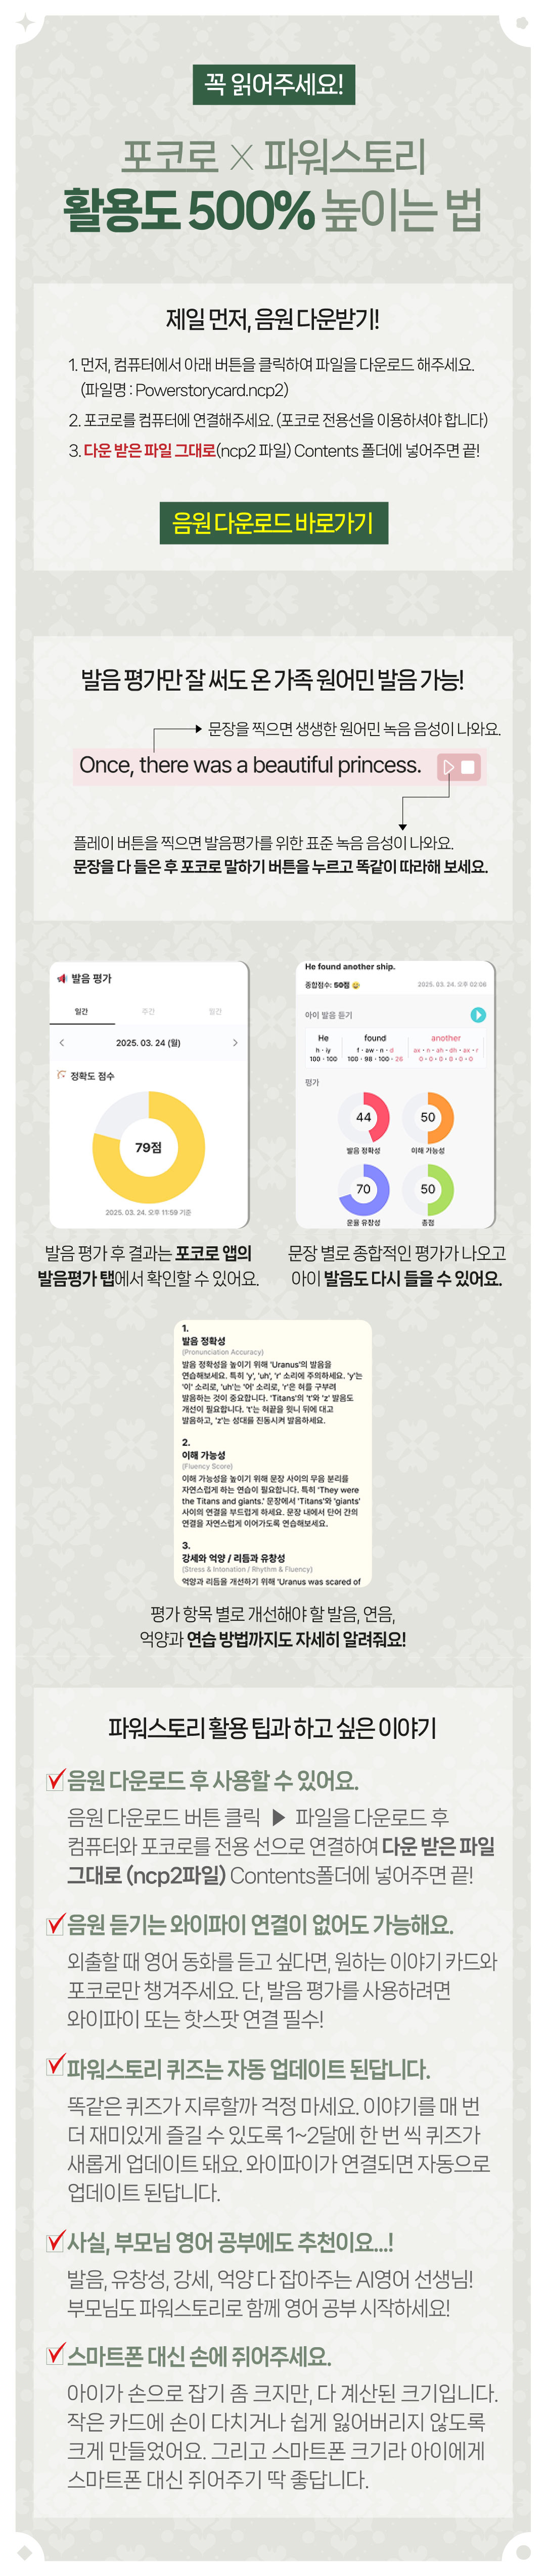 꼭 읽어주세요!
포코로 X 파워스토리
활용도 500% 높이는 법
제일 먼저, 음원 다운받기!
1. 먼저, 컴퓨터에서 아래 버튼을 클릭하여 파일을 다운로드 해주세요.
(파일명 : Powerstorycard.ncp2)
2. 포코로를 컴퓨터에 연결해주세요. (포코로 전용선을 이용하셔야 합니다)
3. 다운 받은 파일 그대로(ncp2 파일) Contents 폴더에 넣어주면 끝!
음원 다운로드 바로가기
발음 평가만 잘 써도 온 가족 원어민 발음 가능!
문장을 찍으면 생생한 원어민 녹음 음성이 나와요.
Once, there was a beautiful princess.
플레이 버튼을 찍으면 발음평가를 위한 표준 녹음 음성이 나와요.
문장을 다 들은 후 포코로 말하기 버튼을 누르고 똑같이 따라해 보세요.
발음 평가
일간 주간 월간
2025. 03. 24 (월)
정확도 점수
79점
2025. 03. 24. 오후 11:59 기준
He found another ship.
종합점수: 50점 2025. 03. 24. 오후 02:06
아이 발음 듣기
He found another
h · iy f · aw · n · d ax · n · ah · dh · ax · r
100 · 100 100 · 98 · 100 · 26 0 · 0 · 0 · 0 · 0 · 0
평가
44 50
발음 정확성 이해 가능성
70 50
운율 유창성 총점
발음 평가 후 결과는 포코로 앱의
발음평가 탭에서 확인할 수 있어요.
문장 별로 종합적인 평가가 나오고
아이 발음도 다시 들을 수 있어요.
1.
발음 정확성
(Pronunciation Accuracy)
발음 정확성을 높이기 위해 'Uranus'의 발음을
연습해보세요. 특히 'y', 'uh', 'r' 소리에 주의하세요. 'y'는
'이' 소리로, 'uh'는 '어' 소리로, 'r'은 혀를 구부려
발음하는 것이 중요합니다. 'Titans'의 't'와 'z' 발음도
개선이 필요합니다. 't'는 혀끝을 윗니 뒤에 대고
발음하고, 'z'는 성대를 진동시켜 발음하세요.
2.
이해 가능성
(Fluency Score)
이해 가능성을 높이기 위해 문장 사이의 무음 분리를
자연스럽게 하는 연습이 필요합니다. 특히 'They were
the Titans and giants.' 문장에서 'Titans'와 'giants'
사이의 연결을 부드럽게 하세요. 문장 내에서 단어 간의
연결을 자연스럽게 이어가도록 연습해보세요.
3.
강세와 억양 / 리듬과 유창성
(Stress & Intonation / Rhythm & Fluency)
억양과 리듬을 개선하기 위해 'Uranus was scared of
평가 항목 별로 개선해야 할 발음, 연음,
억양과 연습 방법까지도 자세히 알려줘요!
파워스토리 활용 팁과 하고 싶은 이야기
음원 다운로드 후 사용할 수 있어요.
음원 다운로드 버튼 클릭 ▶ 파일을 다운로드 후
컴퓨터와 포코로를 전용 선으로 연결하여 다운 받은 파일
그대로 (ncp2파일) Contents폴더에 넣어주면 끝!
음원 듣기는 와이파이 연결이 없어도 가능해요.
외출할 때 영어 동화를 듣고 싶다면, 원하는 이야기 카드와
포코로만 챙겨주세요. 단, 발음 평가를 사용하려면
와이파이 또는 핫스팟 연결 필수!
파워스토리 퀴즈는 자동 업데이트 된답니다.
똑같은 퀴즈가 지루할까 걱정 마세요. 이야기를 매 번
더 재미있게 즐길 수 있도록 1~2달에 한 번 씩 퀴즈가
새롭게 업데이트 돼요. 와이파이가 연결되면 자동으로
업데이트 된답니다.
사실, 부모님 영어 공부에도 추천이요...!
발음, 유창성, 강세, 억양 다 잡아주는 AI영어 선생님!
부모님도 파워스토리로 함께 영어 공부 시작하세요!
스마트폰 대신 손에 쥐어주세요.
아이가 손으로 잡기 좀 크지만, 다 계산된 크기입니다.
작은 카드에 손이 다치거나 쉽게 잃어버리지 않도록
크게 만들었어요. 그리고 스마트폰 크기라 아이에게
스마트폰 대신 쥐어주기 딱 좋답니다.